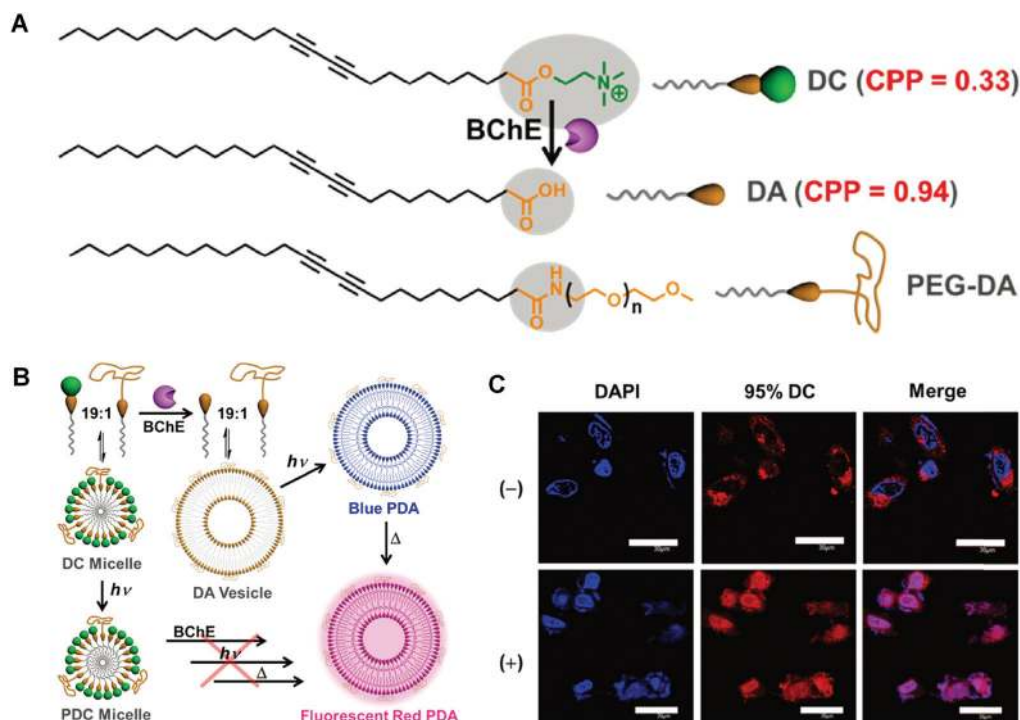 A
O
O
N
⊕
DC (CPP = 0.33)
BChE
OH
O
DA (CPP = 0.94)
H
N
O
O
O
n
PEG-DA
B
19:1
BChE
19:1
hν
Blue PDA
DC Micelle
DA Vesicle
Δ
hν
BChE
hν
Δ
PDC Micelle
Fluorescent Red PDA
C
DAPI
95% DC
Merge
(−)
(+)